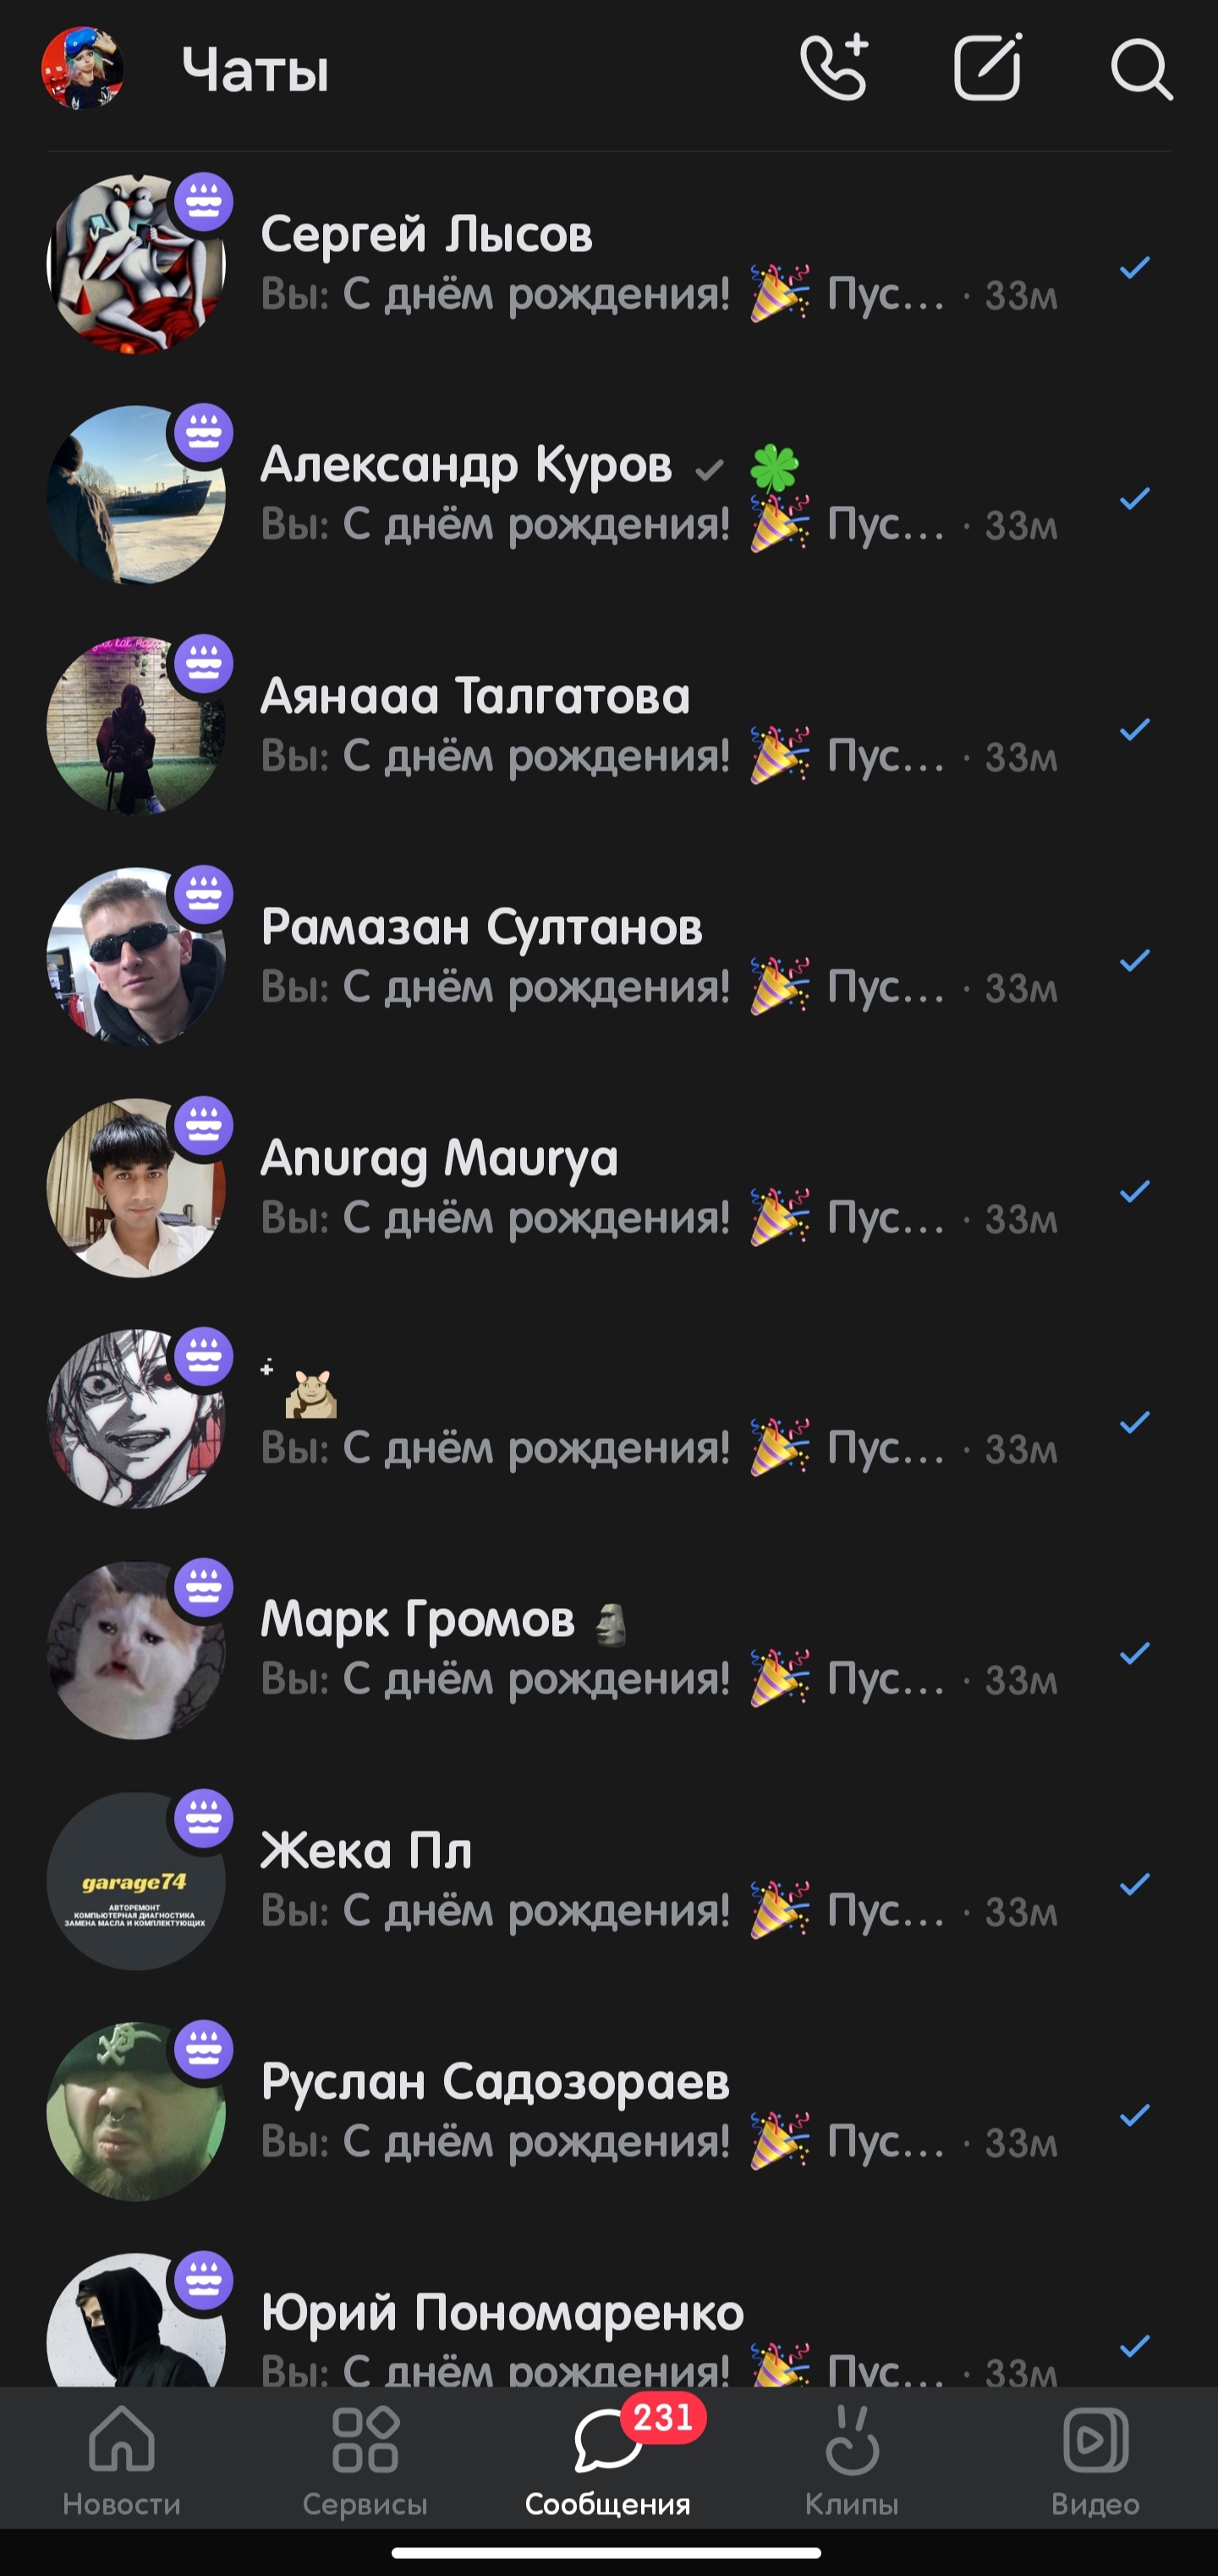 Чаты
Сергей Лысов
Вы: С днём рождения! 🎉 Пус... · 33м
Александр Куров
Вы: С днём рождения! 🎉 Пус... · 33м
Аянааа Талгатова
Вы: С днём рождения! 🎉 Пус... · 33м
Рамазан Султанов
Вы: С днём рождения! 🎉 Пус... · 33м
Anurag Maurya
Вы: С днём рождения! 🎉 Пус... · 33м
Вы: С днём рождения! 🎉 Пус... · 33м
Марк Громов 🗿
Вы: С днём рождения! 🎉 Пус... · 33м
garage74
АВТОРЕМОНТ
КОМПЬЮТЕРНАЯ ДИАГНОСТИКА
ЗАМЕНА МАСЛА И КОМПЛЕКТУЮЩИХ
Жека Пл
Вы: С днём рождения! 🎉 Пус... · 33м
Руслан Садозораев
Вы: С днём рождения! 🎉 Пус... · 33м
Юрий Пономаренко
Вы: С днём рождения! 🎉 Пус... · 33м
231
Новости
Сервисы
Сообщения
Клипы
Видео